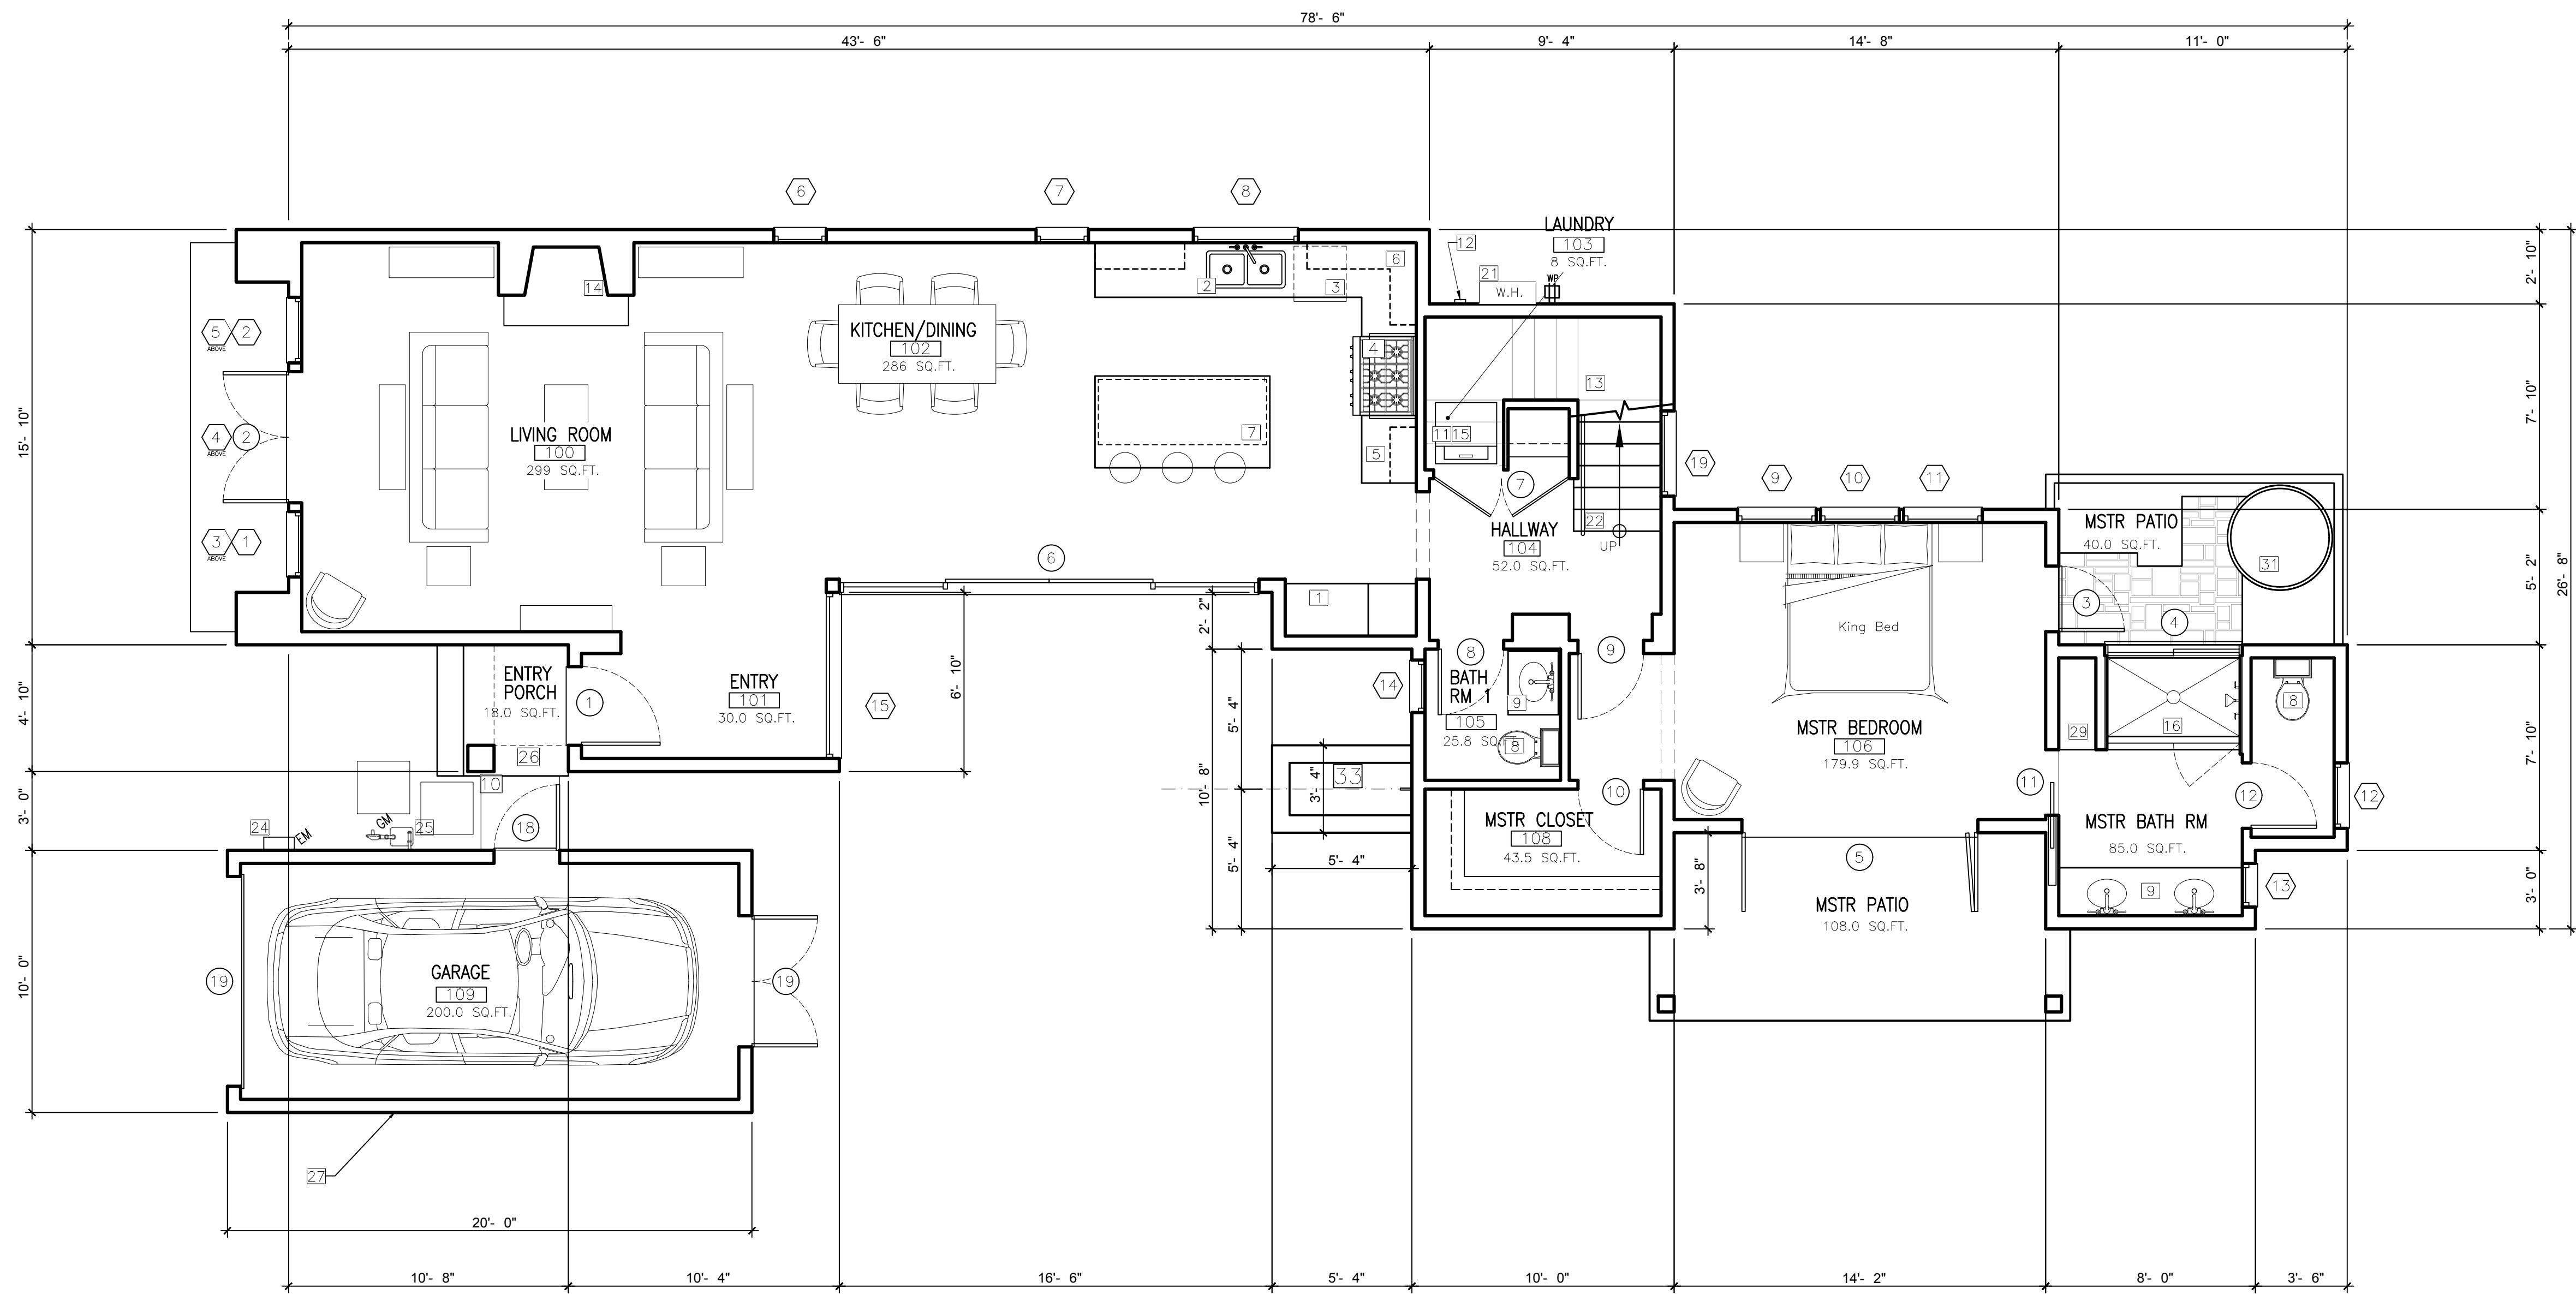 78'- 6"
43'- 6"
9'- 4"
14'- 8"
11'- 0"
6
7
8
LAUNDRY
103
8 SQ.FT.
WP
12
21
W.H.
6
2
3
14
5
2
ABOVE
KITCHEN/DINING
102
286 SQ.FT.
4
13
15'- 10"
2'- 10"
7'- 10"
5'- 2"
26'- 8"
4
2
ABOVE
LIVING ROOM
100
299 SQ.FT.
7
5
11
15
7
19
9
10
11
22
UP
HALLWAY
104
52.0 SQ.FT.
MSTR PATIO
40.0 SQ.FT.
31
3
1
ABOVE
6
1
2'- 2"
3
4
King Bed
8
9
ENTRY
PORCH
18.0 SQ.FT.
1
ENTRY
101
30.0 SQ.FT.
15
6'- 10"
14
BATH
RM 1
105
25.8 SQ.FT.
9
8
5'- 4"
10'- 8"
5'- 4"
4'- 10"
MSTR BEDROOM
106
179.9 SQ.FT.
29
16
8
7'- 10"
26
10
33
3'- 4"
10
11
12
12
3'- 0"
24
EM
GM
25
18
MSTR CLOSET
108
43.5 SQ.FT.
MSTR BATH RM
85.0 SQ.FT.
5'- 4"
3'- 8"
5
9
13
3'- 0"
MSTR PATIO
108.0 SQ.FT.
10'- 0"
19
GARAGE
109
200.0 SQ.FT.
19
27
20'- 0"
10'- 8"
10'- 4"
16'- 6"
5'- 4"
10'- 0"
14'- 2"
8'- 0"
3'- 6"